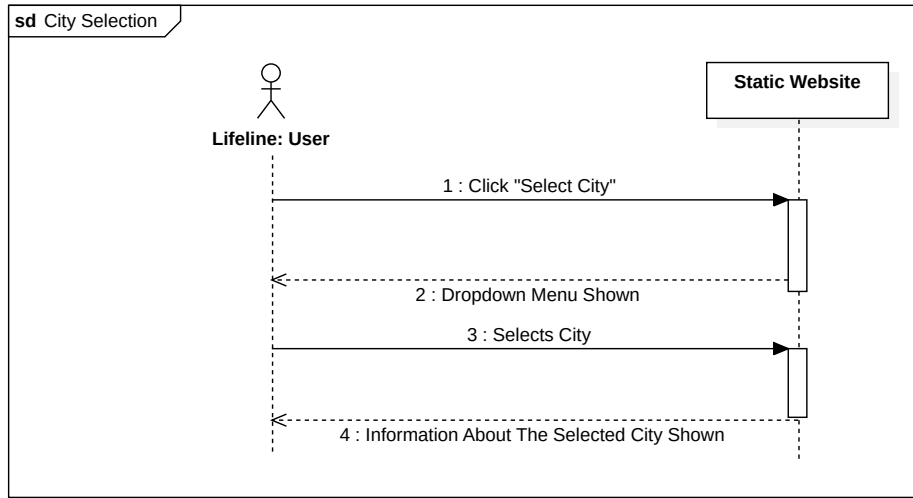 sd City Selection
Lifeline: User
Static Website
1 : Click "Select City"
2 : Dropdown Menu Shown
3 : Selects City
4 : Information About The Selected City Shown